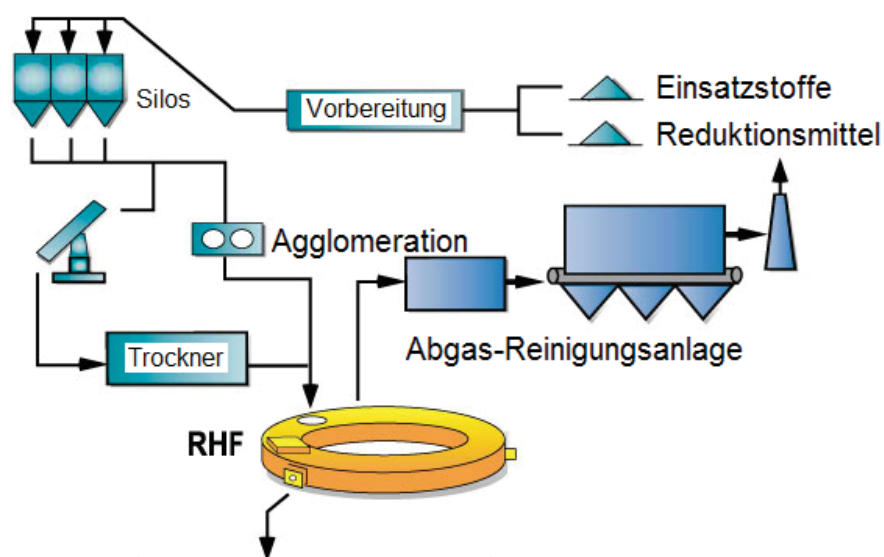 Silos
Vorbereitung
Einsatzstoffe
Reduktionsmittel
Agglomeration
Trockner
Abgas-Reinigungsanlage
RHF